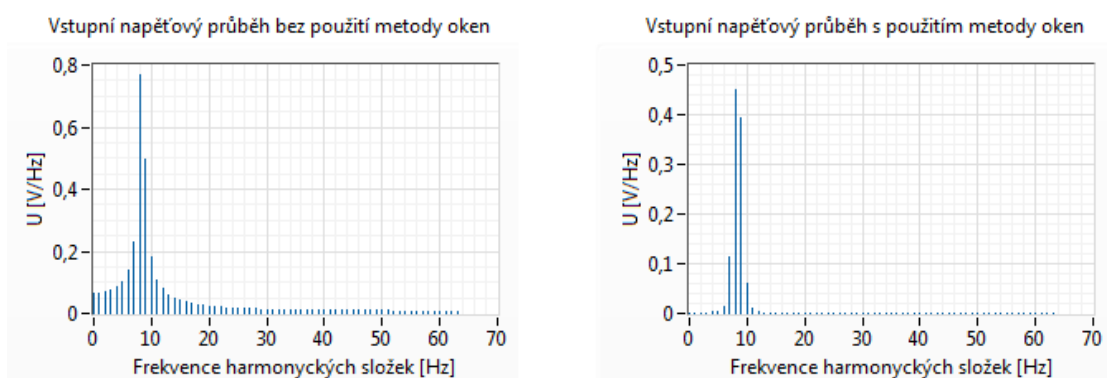 Vstupní napěťový průběh bez použití metody oken
0,8
0,6
0,4
0,2
0
U [V/Hz]
0 10 20 30 40 50 60 70
Frekvence harmonyckých složek [Hz]
Vstupní napěťový průběh s použitím metody oken
0,5
0,4
0,3
0,2
0,1
0
U [V/Hz]
0 10 20 30 40 50 60 70
Frekvence harmonyckých složek [Hz]